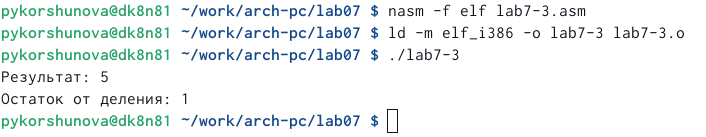 pykorshunova@dk8n81 ~/work/arch-pc/lab07 $ nasm -f elf lab7-3.asm
pykorshunova@dk8n81 ~/work/arch-pc/lab07 $ ld -m elf_i386 -o lab7-3 lab7-3.o
pykorshunova@dk8n81 ~/work/arch-pc/lab07 $ ./lab7-3
Результат: 5
Остаток от деления: 1
pykorshunova@dk8n81 ~/work/arch-pc/lab07 $